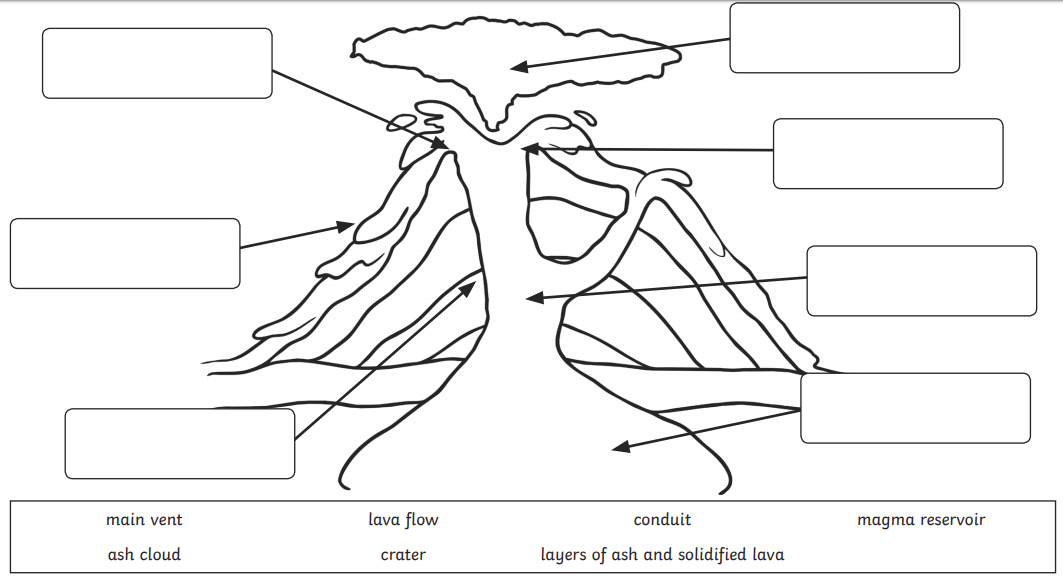 main vent lava flow conduit magma reservoir
ash cloud crater layers of ash and solidified lava